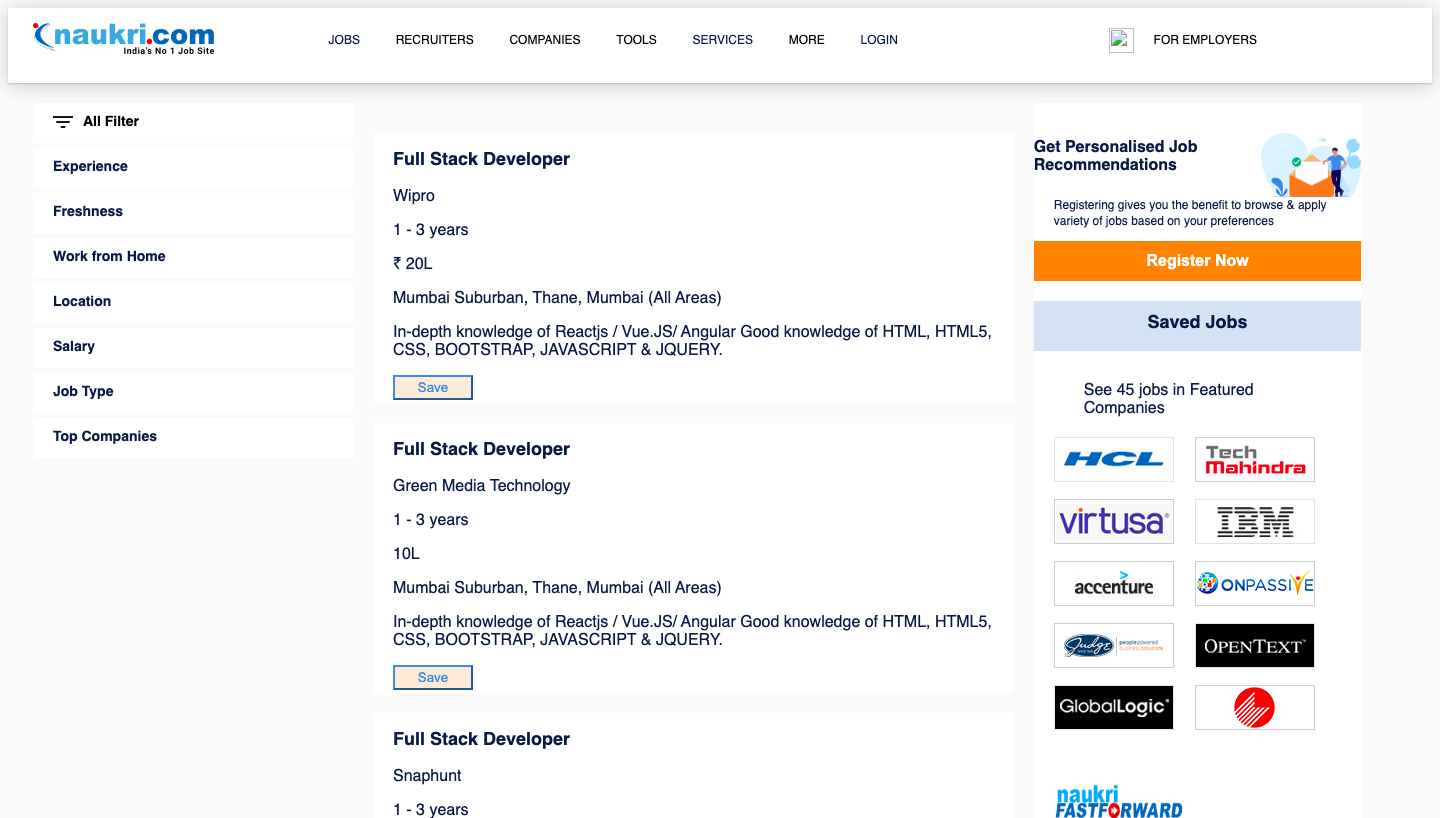 naukri.com
India's No 1 Job Site
JOBS RECRUITERS COMPANIES TOOLS SERVICES MORE LOGIN FOR EMPLOYERS
All Filter
Experience
Freshness
Work from Home
Location
Salary
Job Type
Top Companies
Full Stack Developer
Wipro
1 - 3 years
₹ 20L
Mumbai Suburban, Thane, Mumbai (All Areas)
In-depth knowledge of Reactjs / Vue.JS/ Angular Good knowledge of HTML, HTML5,
CSS, BOOTSTRAP, JAVASCRIPT & JQUERY.
Save
Full Stack Developer
Green Media Technology
1 - 3 years
10L
Mumbai Suburban, Thane, Mumbai (All Areas)
In-depth knowledge of Reactjs / Vue.JS/ Angular Good knowledge of HTML, HTML5,
CSS, BOOTSTRAP, JAVASCRIPT & JQUERY.
Save
Full Stack Developer
Snaphunt
1 - 3 years
Get Personalised Job
Recommendations
Registering gives you the benefit to browse & apply
variety of jobs based on your preferences
Register Now
Saved Jobs
See 45 jobs in Featured
Companies
HCL
Tech
Mahindra
virtusa
IBM
accenture
ONPASSIVE
Judge
peoplepowered
business solutions
OPENTEXT™
GlobalLogic
naukri
FASTFORWARD